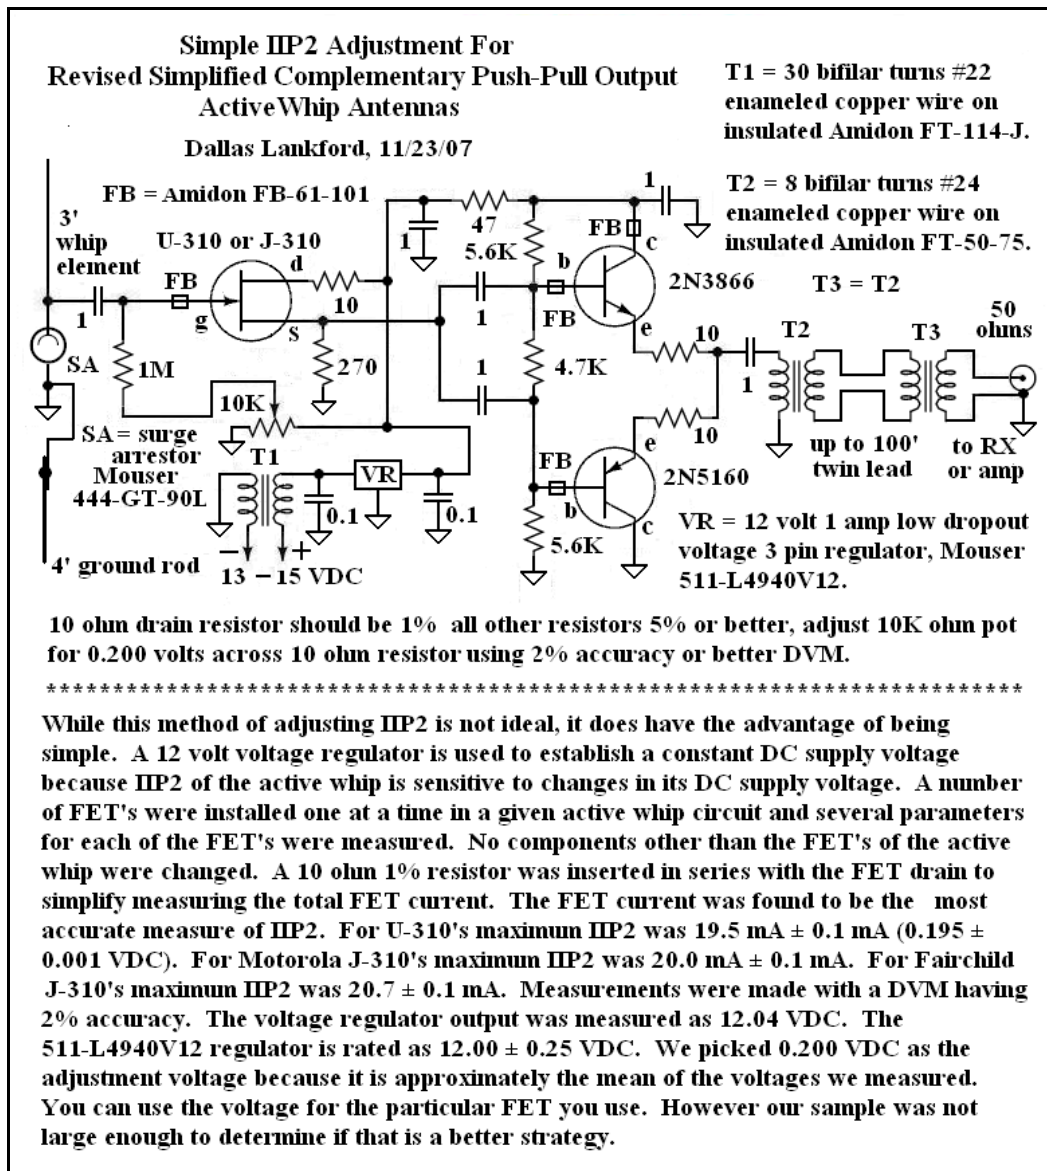 Simple IIP2 Adjustment For
Revised Simplified Complementary Push-Pull Output
Active Whip Antennas
Dallas Lankford, 11/23/07
T1 = 30 bifilar turns #22
enameled copper wire on
insulated Amidon FT-114-J.
T2 = 8 bifilar turns #24
enameled copper wire on
insulated Amidon FT-50-75.
T3 = T2
FB = Amidon FB-61-101
3'
whip
element
U-310 or J-310
FB
d
g
s
1
SA
1M
10
270
1
47
5.6K
1
FB
c
b
2N3866
FB
e
1
1
4.7K
10
10
1
T2
T3
50
ohms
10K
SA = surge
arrestor
Mouser
444-GT-90L
T1
VR
0.1
0.1
FB
e
b
2N5160
c
5.6K
up to 100'
twin lead
to RX
or amp
4' ground rod
- +
13 – 15 VDC
VR = 12 volt 1 amp low dropout
voltage 3 pin regulator, Mouser
511-L4940V12.
10 ohm drain resistor should be 1% all other resistors 5% or better, adjust 10K ohm pot
for 0.200 volts across 10 ohm resistor using 2% accuracy or better DVM.
*************************************************************************
While this method of adjusting IIP2 is not ideal, it does have the advantage of being
simple. A 12 volt voltage regulator is used to establish a constant DC supply voltage
because IIP2 of the active whip is sensitive to changes in its DC supply voltage. A number
of FET's were installed one at a time in a given active whip circuit and several parameters
for each of the FET's were measured. No components other than the FET's of the active
whip were changed. A 10 ohm 1% resistor was inserted in series with the FET drain to
simplify measuring the total FET current. The FET current was found to be the most
accurate measure of IIP2. For U-310's maximum IIP2 was 19.5 mA ± 0.1 mA (0.195 ±
0.001 VDC). For Motorola J-310's maximum IIP2 was 20.0 mA ± 0.1 mA. For Fairchild
J-310's maximum IIP2 was 20.7 ± 0.1 mA. Measurements were made with a DVM having
2% accuracy. The voltage regulator output was measured as 12.04 VDC. The
511-L4940V12 regulator is rated as 12.00 ± 0.25 VDC. We picked 0.200 VDC as the
adjustment voltage because it is approximately the mean of the voltages we measured.
You can use the voltage for the particular FET you use. However our sample was not
large enough to determine if that is a better strategy.